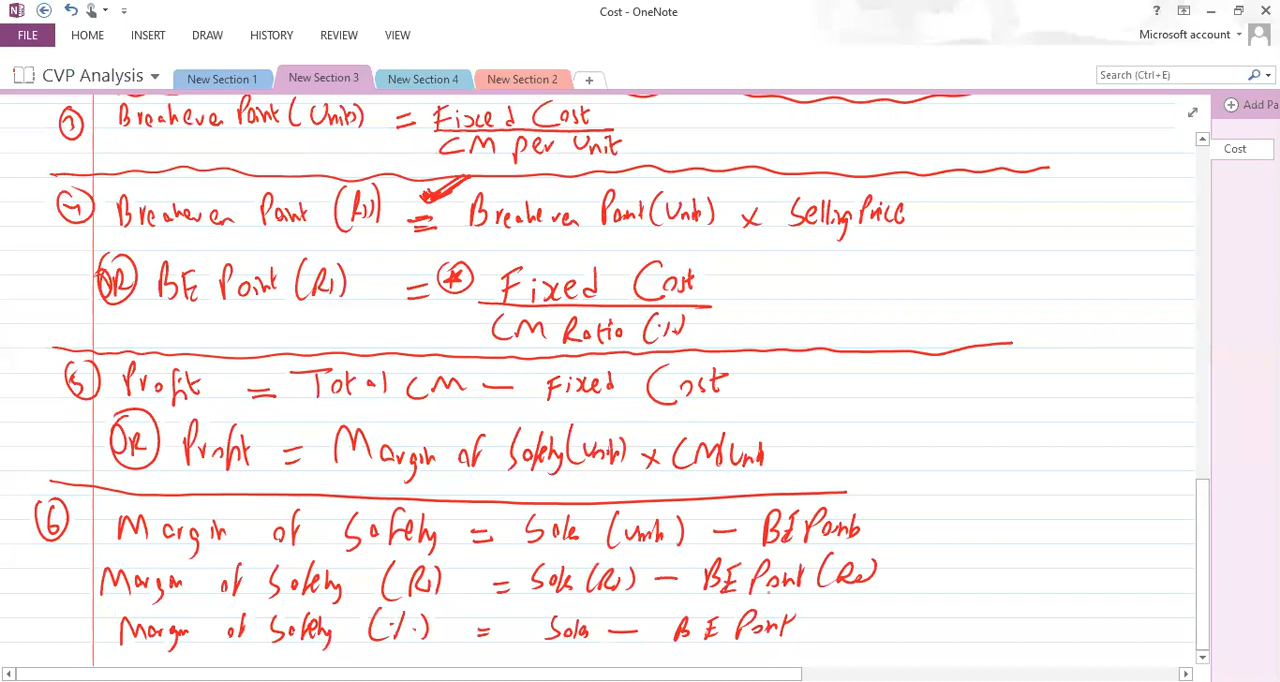 Cost - OneNote
Microsoft account
FILE HOME INSERT DRAW HISTORY REVIEW VIEW
CVP Analysis New Section 1 New Section 3 New Section 4 New Section 2
Search (Ctrl+E)
Add Pa
Cost
③ Breakeven Point (Units) = Fixed Cost
CM per Unit
④ Breakeven Point (Rs) = Breakeven Point (Unit) × Selling Price
OR BE Point (Rs) = * Fixed Cost
CM Ratio (%)
⑤ Profit = Total CM — Fixed Cost
OR Profit = Margin of Safety (Unit) × CM/Unit
⑥ Margin of Safety = Sales (Unit) — BE Point
Margin of Safety (Rs) = Sales (Rs) — BE Point (Rs)
Margin of Safety (%) = Sales — BE Point